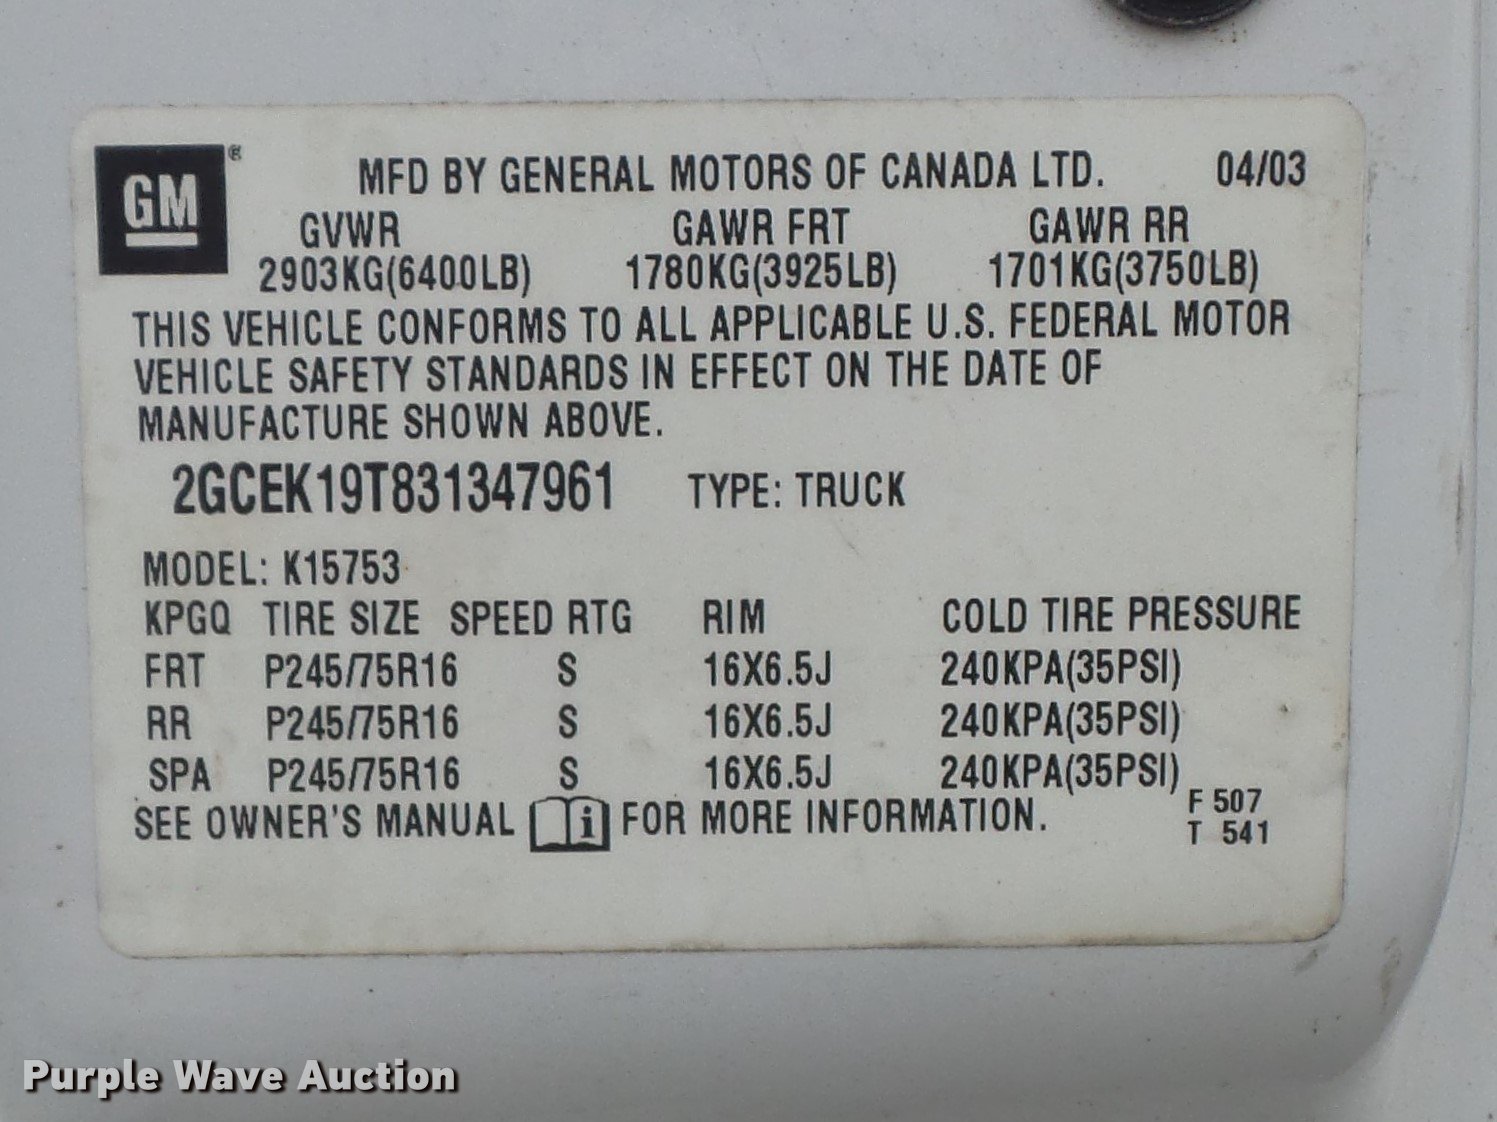 GM®
MFD BY GENERAL MOTORS OF CANADA LTD. 04/03
GVWR GAWR FRT GAWR RR
2903KG(6400LB) 1780KG(3925LB) 1701KG(3750LB)
THIS VEHICLE CONFORMS TO ALL APPLICABLE U.S. FEDERAL MOTOR
VEHICLE SAFETY STANDARDS IN EFFECT ON THE DATE OF
MANUFACTURE SHOWN ABOVE.
2GCEK19T831347961 TYPE: TRUCK
MODEL: K15753
KPGQ TIRE SIZE SPEED RTG RIM COLD TIRE PRESSURE
FRT P245/75R16 S 16X6.5J 240KPA(35PSI)
RR P245/75R16 S 16X6.5J 240KPA(35PSI)
SPA P245/75R16 S 16X6.5J 240KPA(35PSI)
SEE OWNER'S MANUAL i FOR MORE INFORMATION.
F 507
T 541
Purple Wave Auction